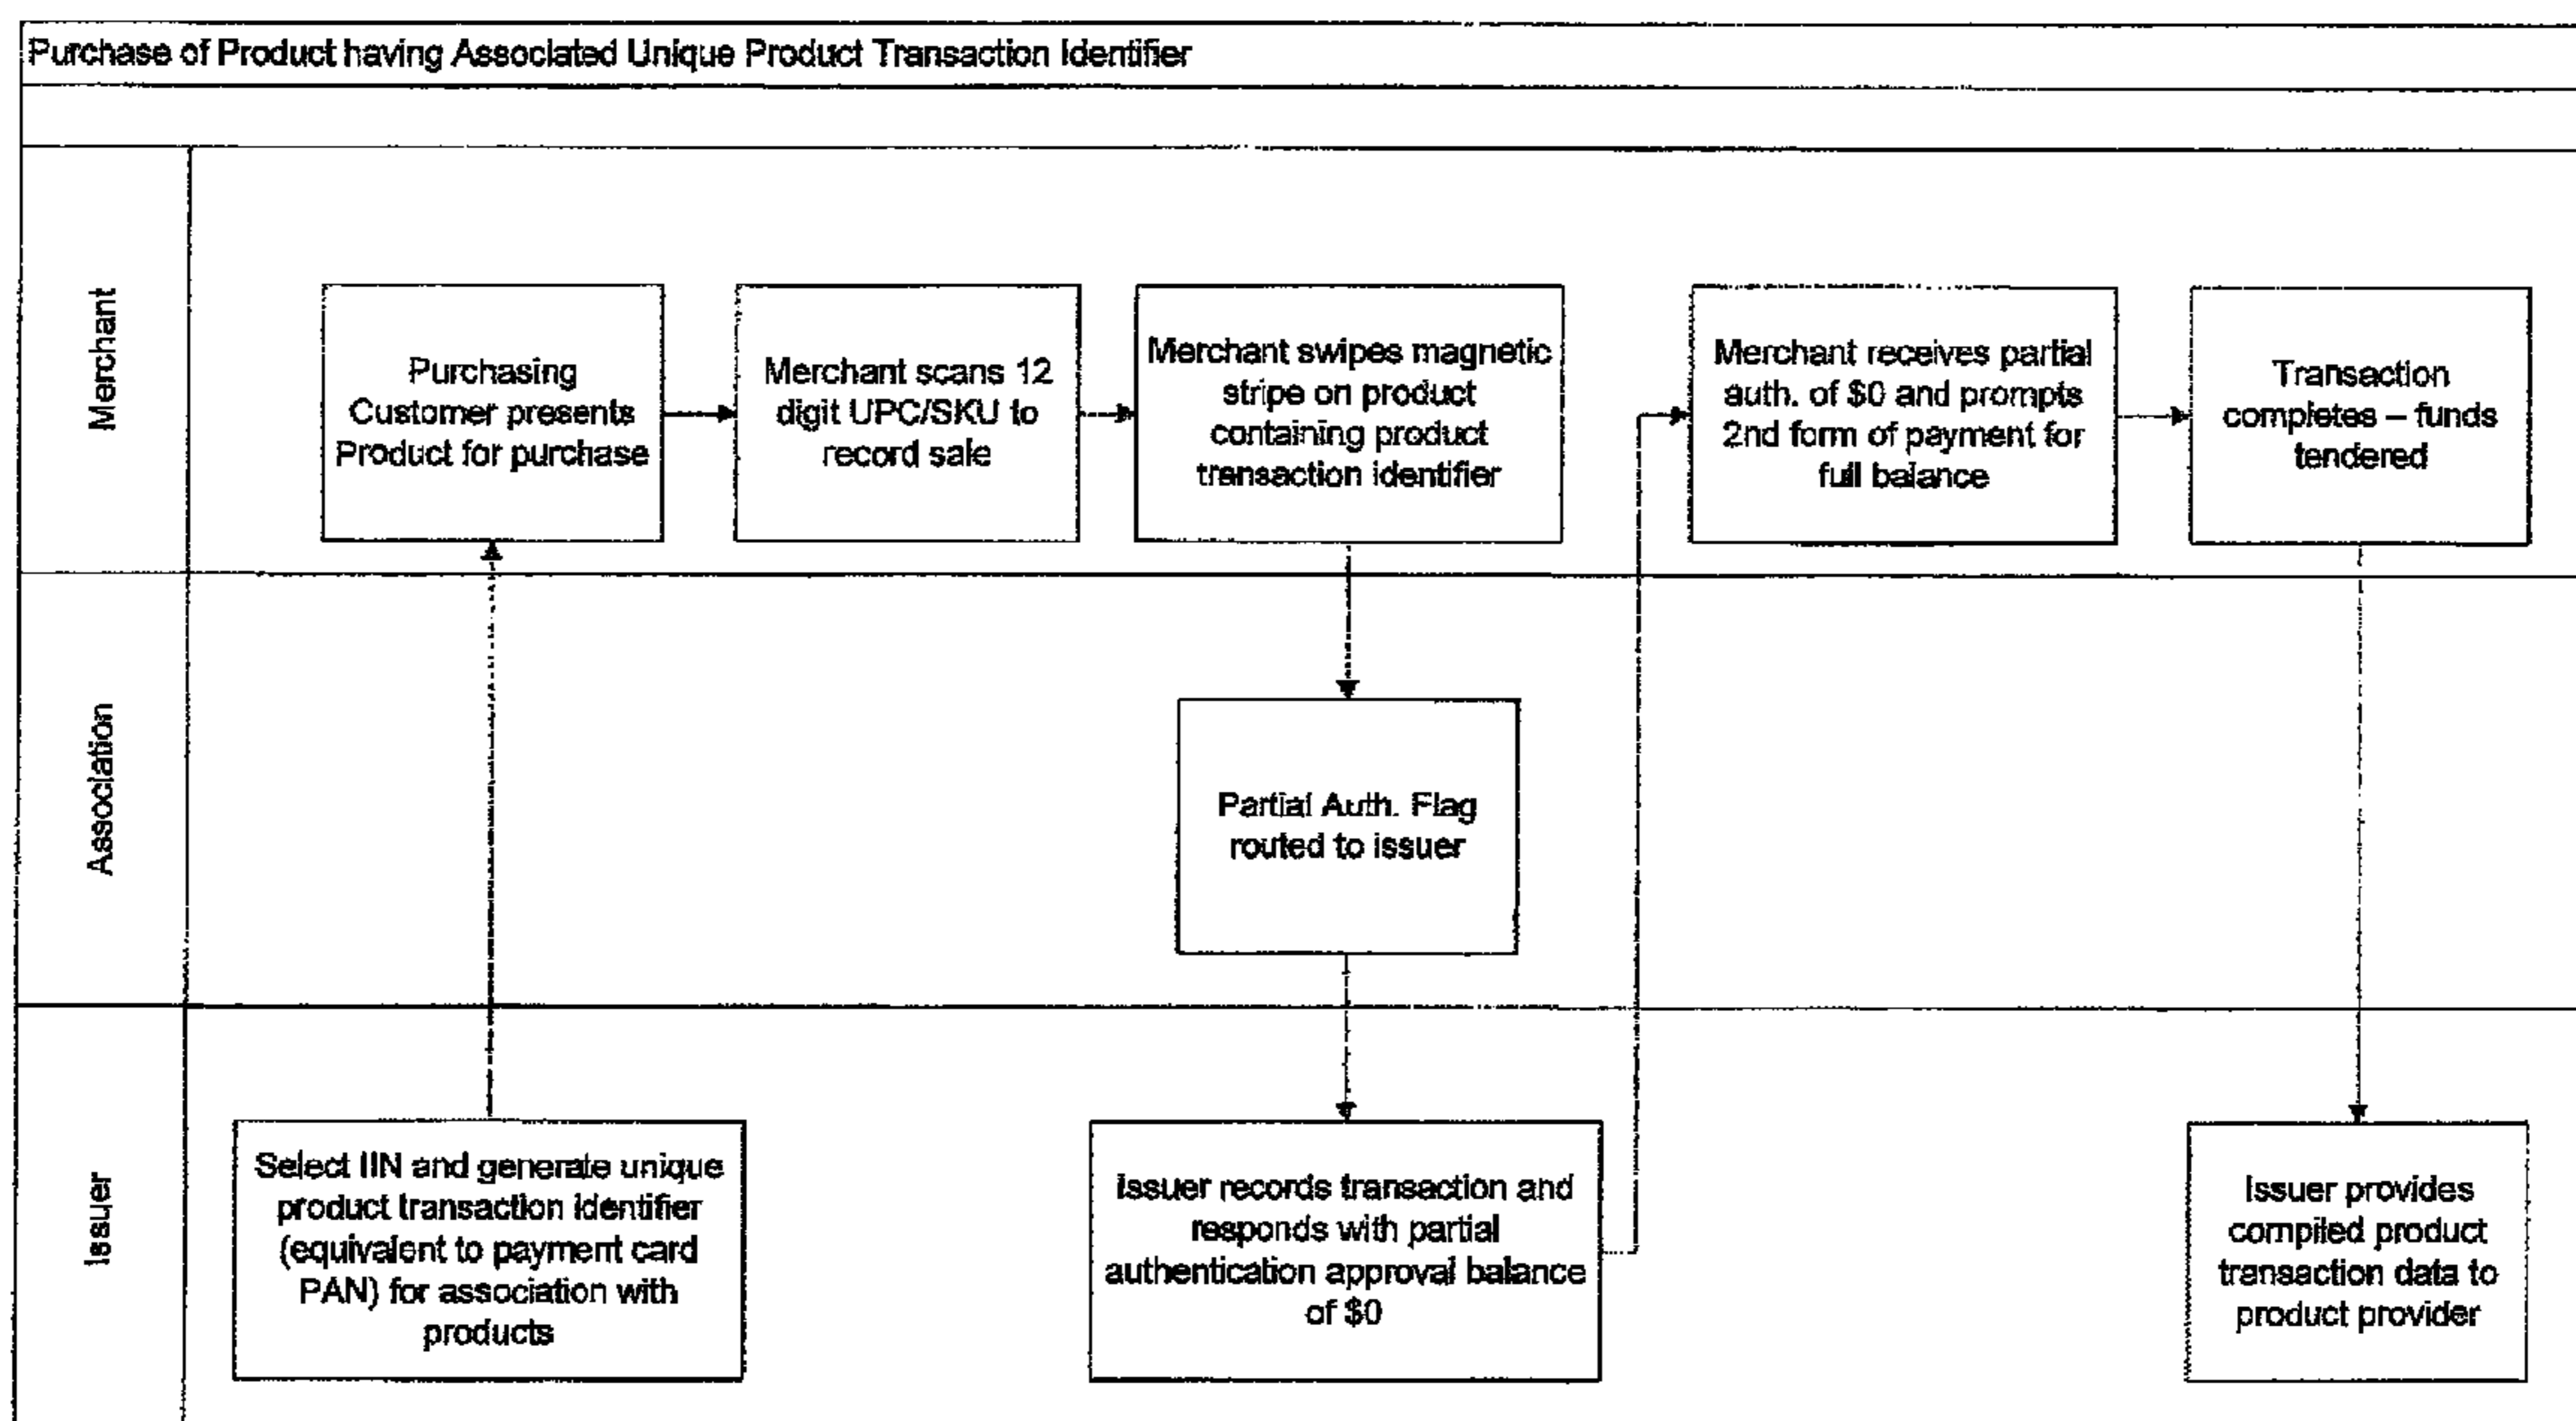 Purchase of Product having Associated Unique Product Transaction Identifier
Merchant
Purchasing
Customer presents
Product for purchase
Merchant scans 12
digit UPC/SKU to
record sale
Merchant swipes magnetic
stripe on product
containing product
transaction identifier
Merchant receives partial
auth. of $0 and prompts
2nd form of payment for
full balance
Transaction
completes – funds
tendered
Association
Partial Auth. Flag
routed to issuer
Issuer
Select IIN and generate unique
product transaction identifier
(equivalent to payment card
PAN) for association with
products
Issuer records transaction and
responds with partial
authentication approval balance
of $0
Issuer provides
compiled product
transaction data to
product provider